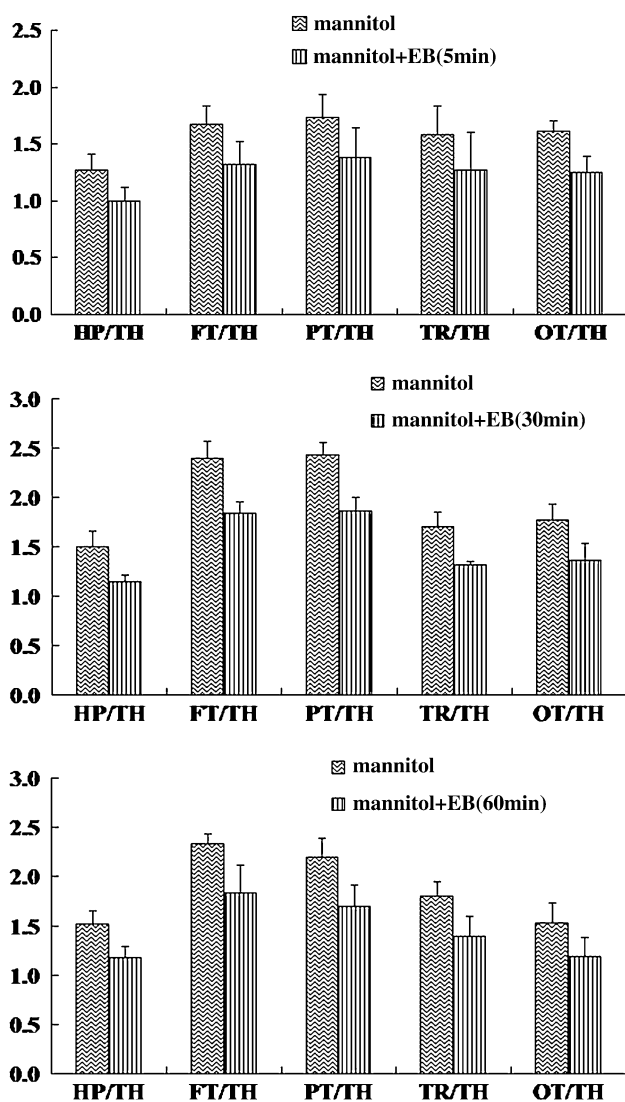 mannitol
mannitol+EB(5min)
2.5
2.0
1.5
1.0
0.5
0.0
HP/TH FT/TH PT/TH TR/TH OT/TH
mannitol
mannitol+EB(30min)
3.0
2.5
2.0
1.5
1.0
0.5
0.0
HP/TH FT/TH PT/TH TR/TH OT/TH
mannitol
mannitol+EB(60min)
3.0
2.5
2.0
1.5
1.0
0.5
0.0
HP/TH FT/TH PT/TH TR/TH OT/TH